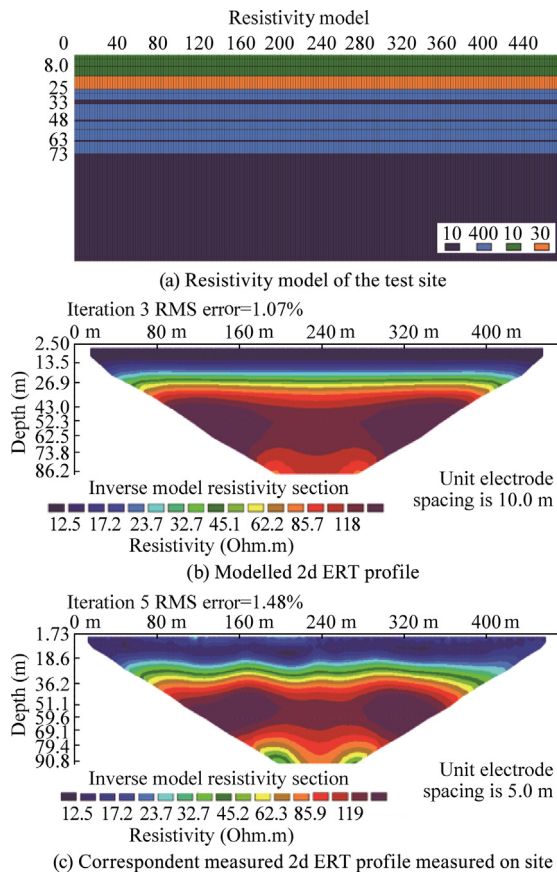 Resistivity model
0 40 80 120 160 200 240 280 320 360 400 440
8.0
25
33
48
63
73
10 400 10 30
(a) Resistivity model of the test site
Iteration 3 RMS error=1.07%
0 m 80 m 160 m 240 m 320 m 400 m
2.50
13.5
26.9
43.0
52.3
62.5
73.8
86.2
Depth (m)
Inverse model resistivity section
12.5 17.2 23.7 32.7 45.1 62.2 85.7 118
Resistivity (Ohm.m)
Unit electrode
spacing is 10.0 m
(b) Modelled 2d ERT profile
Iteration 5 RMS error=1.48%
0 m 80 m 160 m 240 m 320 m 400 m
1.73
18.6
36.2
51.1
59.6
69.1
79.4
90.8
Depth (m)
Inverse model resistivity section
12.5 17.2 23.7 32.8 45.2 62.3 85.9 119
Resistivity (Ohm.m)
Unit electrode
spacing is 5.0 m
(c) Correspondent measured 2d ERT profile measured on site